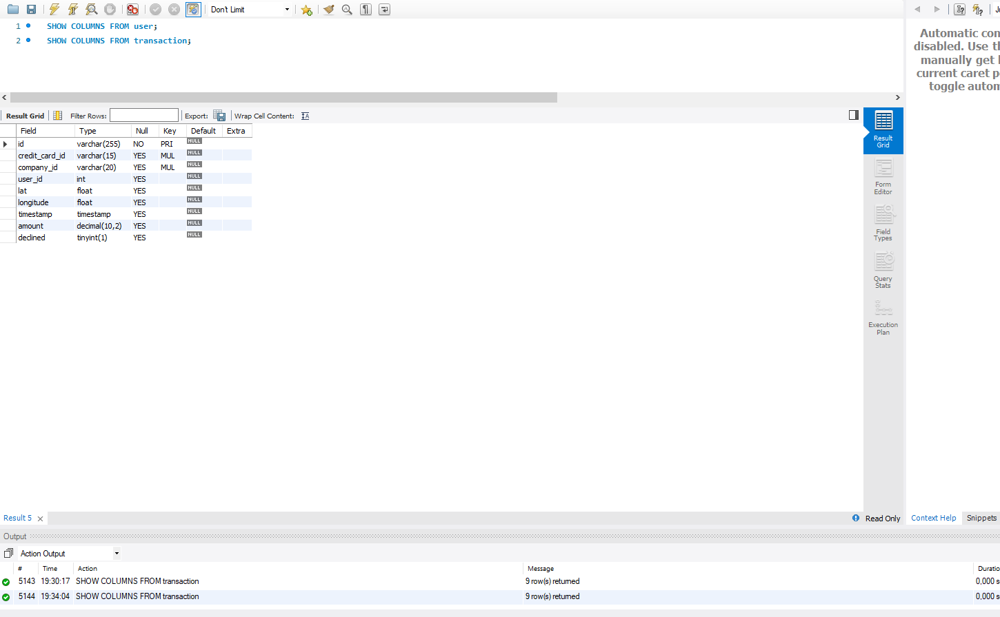 Don't Limit
1 SHOW COLUMNS FROM user;
2 SHOW COLUMNS FROM transaction;
Automatic con
disabled. Use th
manually get
current caret p
toggle autom
Result Grid Filter Rows: Export: Wrap Cell Content:
Field Type Null Key Default Extra
id varchar(255) NO PRI NULL
credit_card_id varchar(15) YES MUL NULL
company_id varchar(20) YES MUL NULL
user_id int YES NULL
lat float YES NULL
longitude float YES NULL
timestamp timestamp YES NULL
amount decimal(10,2) YES NULL
declined tinyint(1) YES NULL
Result
Grid
Form
Editor
Field
Types
Query
Stats
Execution
Plan
Result 5
Read Only
Context Help Snippets
Output
Action Output
# Time Action Message Duratio
5143 19:30:17 SHOW COLUMNS FROM transaction 9 row(s) returned 0,000 s
5144 19:34:04 SHOW COLUMNS FROM transaction 9 row(s) returned 0,000 s